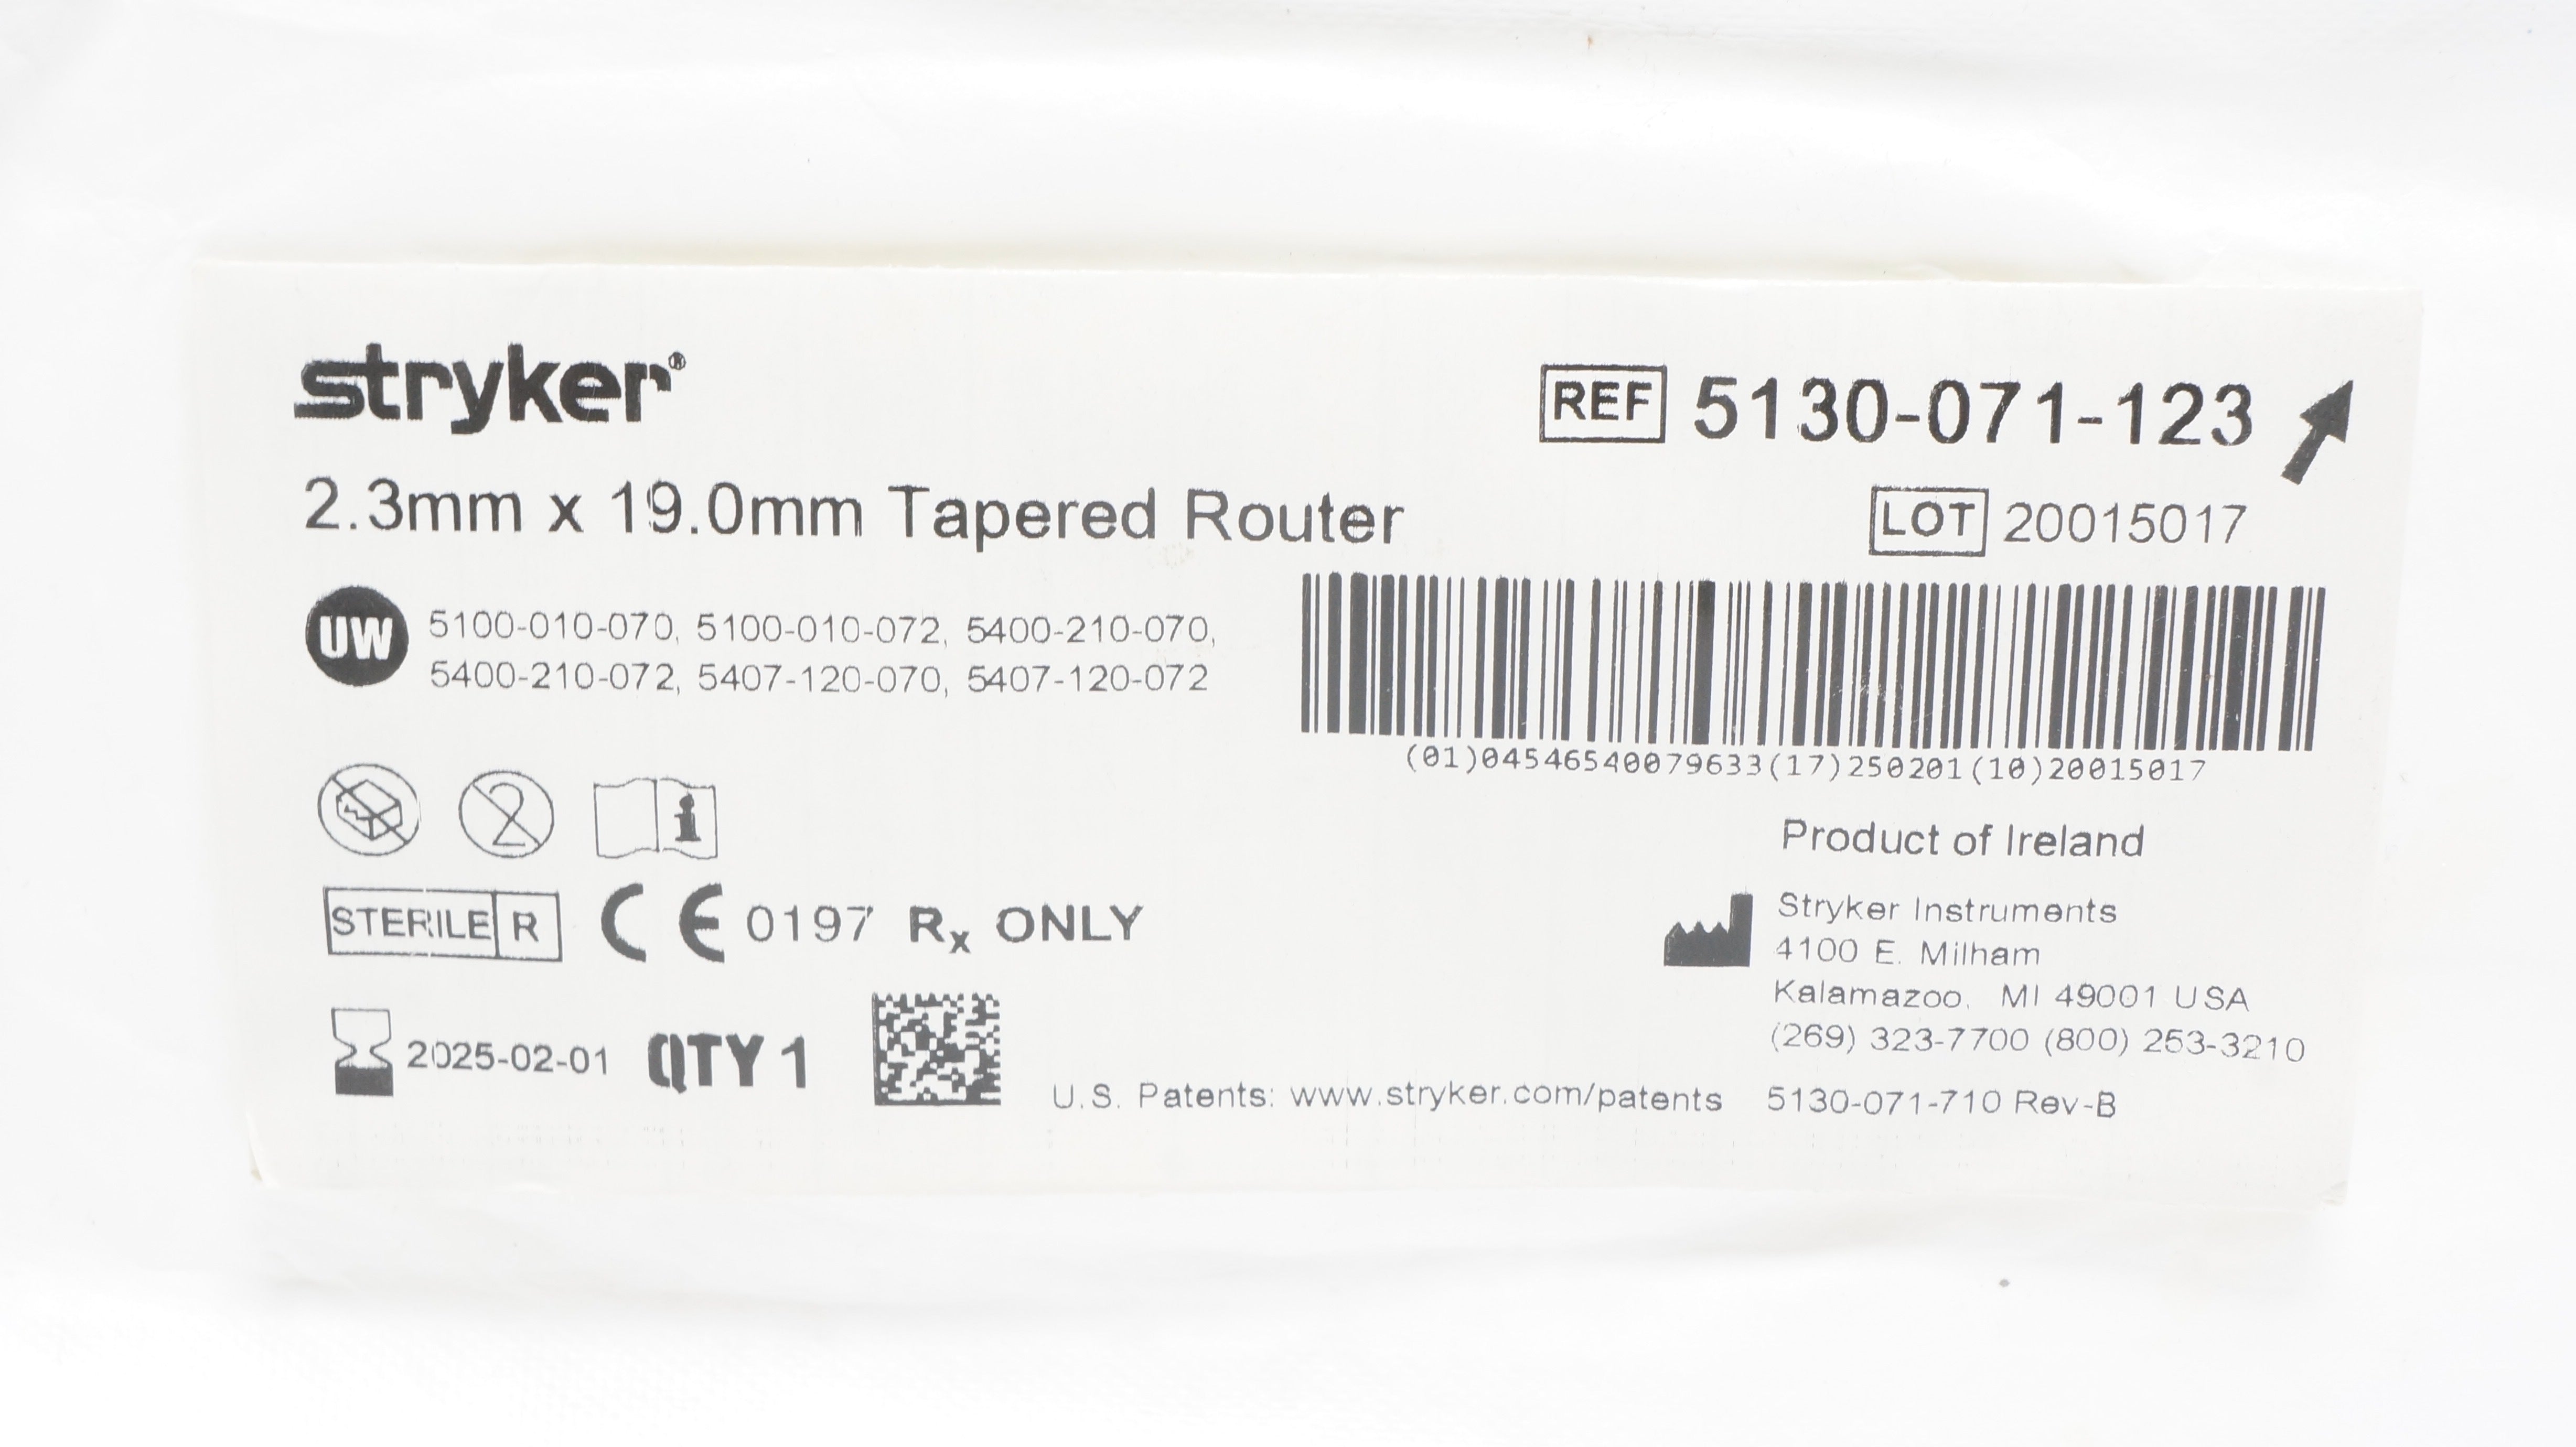 stryker®
REF 5130-071-123
2.3mm x 19.0mm Tapered Router
LOT 20015017
UW 5100-010-070, 5100-010-072, 5400-210-070,
5400-210-072, 5407-120-070, 5407-120-072
(01)04546540079633(17)250201(10)20015017
2 i
Product of Ireland
STERILE R CE 0197 Rx ONLY
Stryker Instruments
4100 E. Milham
Kalamazoo, MI 49001 USA
(269) 323-7700 (800) 253-3210
2025-02-01 QTY 1
U.S. Patents: www.stryker.com/patents 5130-071-710 Rev-B